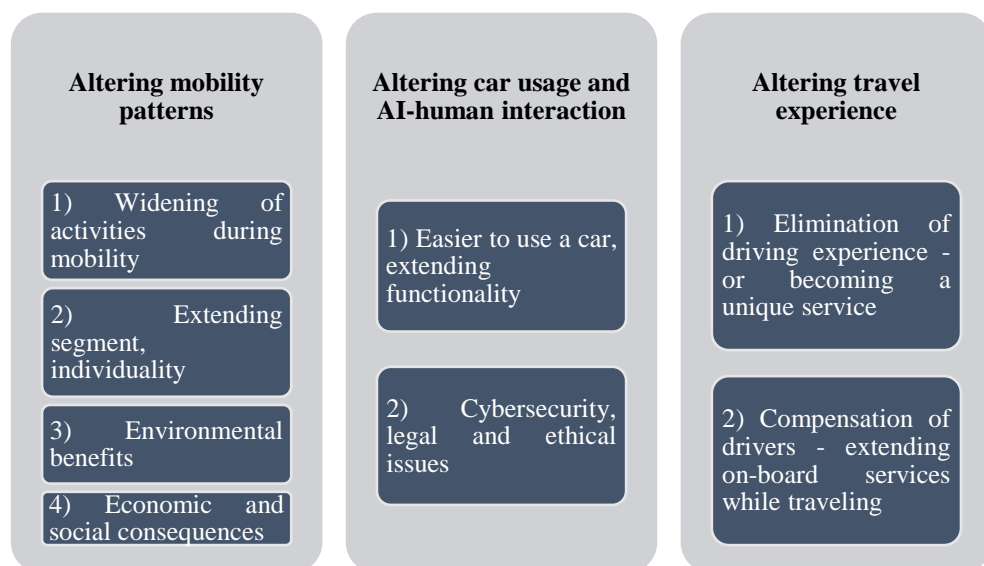 Altering mobility
patterns
1) Widening of
activities during
mobility
2) Extending
segment,
individuality
3) Environmental
benefits
4) Economic and
social consequences
Altering car usage and
AI-human interaction
1) Easier to use a car,
extending
functionality
2) Cybersecurity,
legal and ethical
issues
Altering travel
experience
1) Elimination of
driving experience -
or becoming a
unique service
2) Compensation of
drivers - extending
on-board services
while traveling